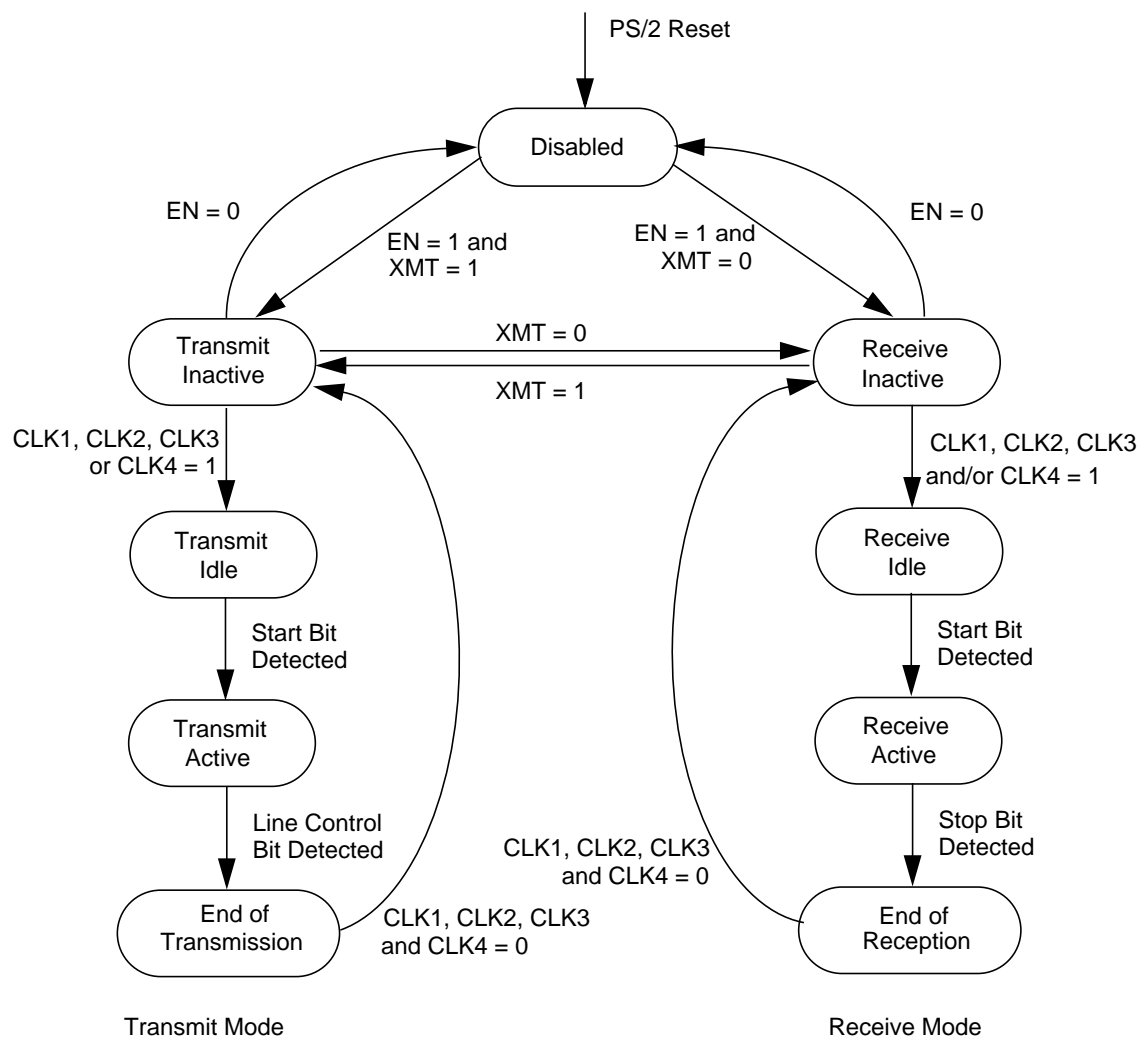 PS/2 Reset
Disabled
EN = 0
EN = 1 and
XMT = 1
EN = 1 and
XMT = 0
EN = 0
Transmit
Inactive
XMT = 0
XMT = 1
Receive
Inactive
CLK1, CLK2, CLK3
or CLK4 = 1
CLK1, CLK2, CLK3
and/or CLK4 = 1
Transmit
Idle
Receive
Idle
Start Bit
Detected
Start Bit
Detected
Transmit
Active
Receive
Active
Line Control
Bit Detected
Stop Bit
Detected
CLK1, CLK2, CLK3
and CLK4 = 0
End of
Transmission
CLK1, CLK2, CLK3
and CLK4 = 0
End of
Reception
Transmit Mode
Receive Mode